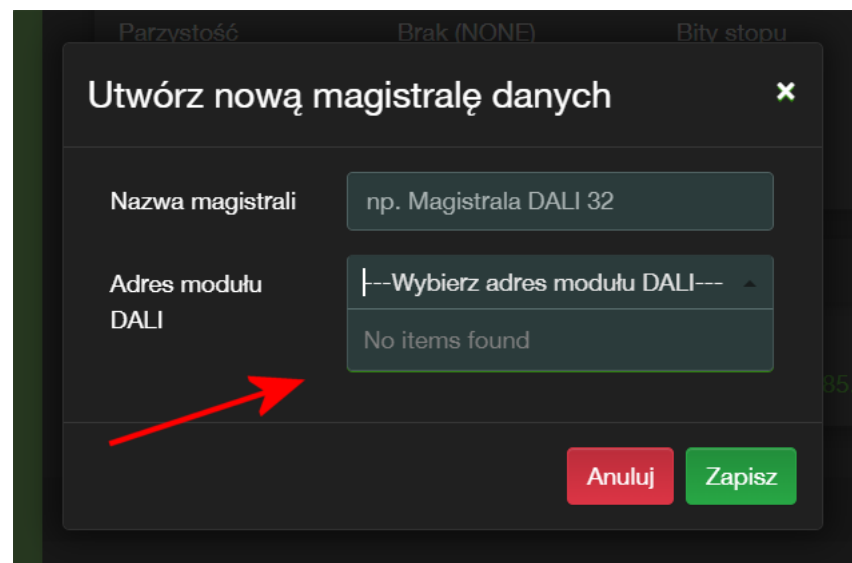 Parzystość Brak (NONE) Bity stopu
Utwórz nową magistralę danych ×
Nazwa magistrali np. Magistrala DALI 32
Adres modułu DALI
---Wybierz adres modułu DALI---
No items found
85
Anuluj Zapisz